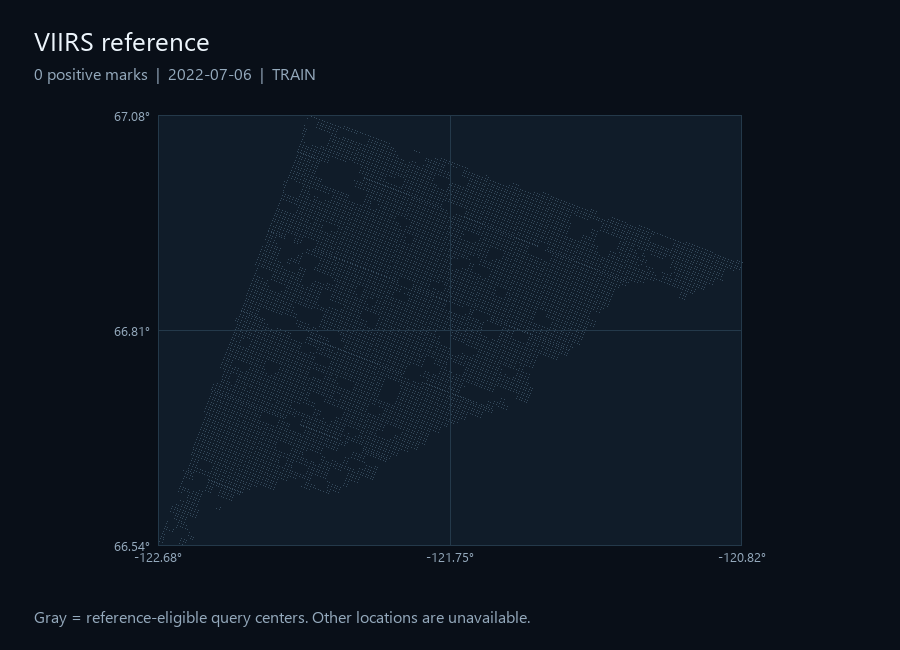 VIIRS reference
0 positive marks | 2022-07-06 | TRAIN
67.08°
66.81°
66.54°
-122.68°
-121.75°
-120.82°
Gray = reference-eligible query centers. Other locations are unavailable.